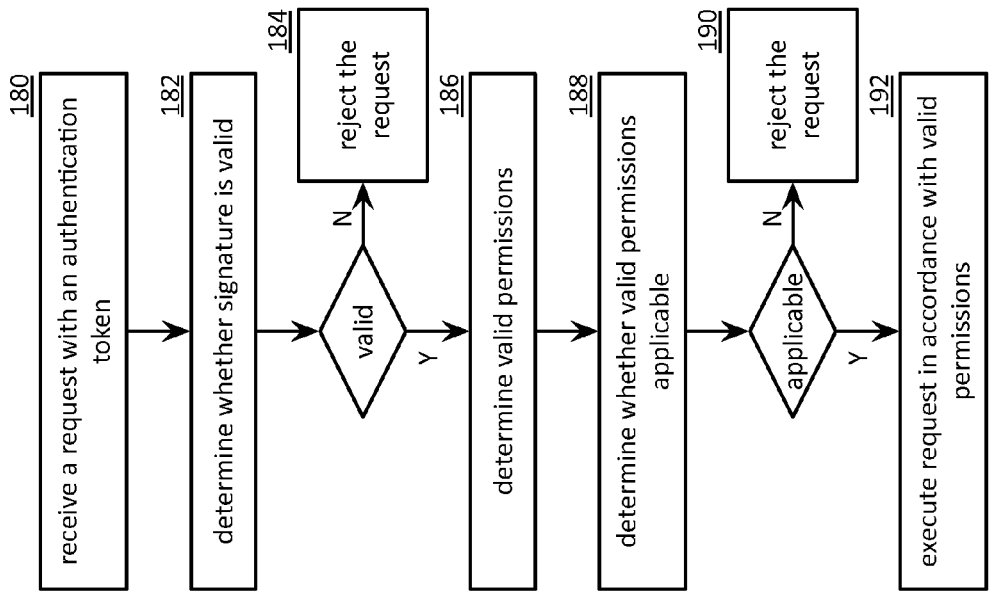 180
receive a request with an authentication
token
182
determine whether signature is valid
valid
N
184
reject the
request
Y
186
determine valid permissions
188
determine whether valid permissions
applicable
applicable
N
190
reject the
request
Y
192
execute request in accordance with valid
permissions